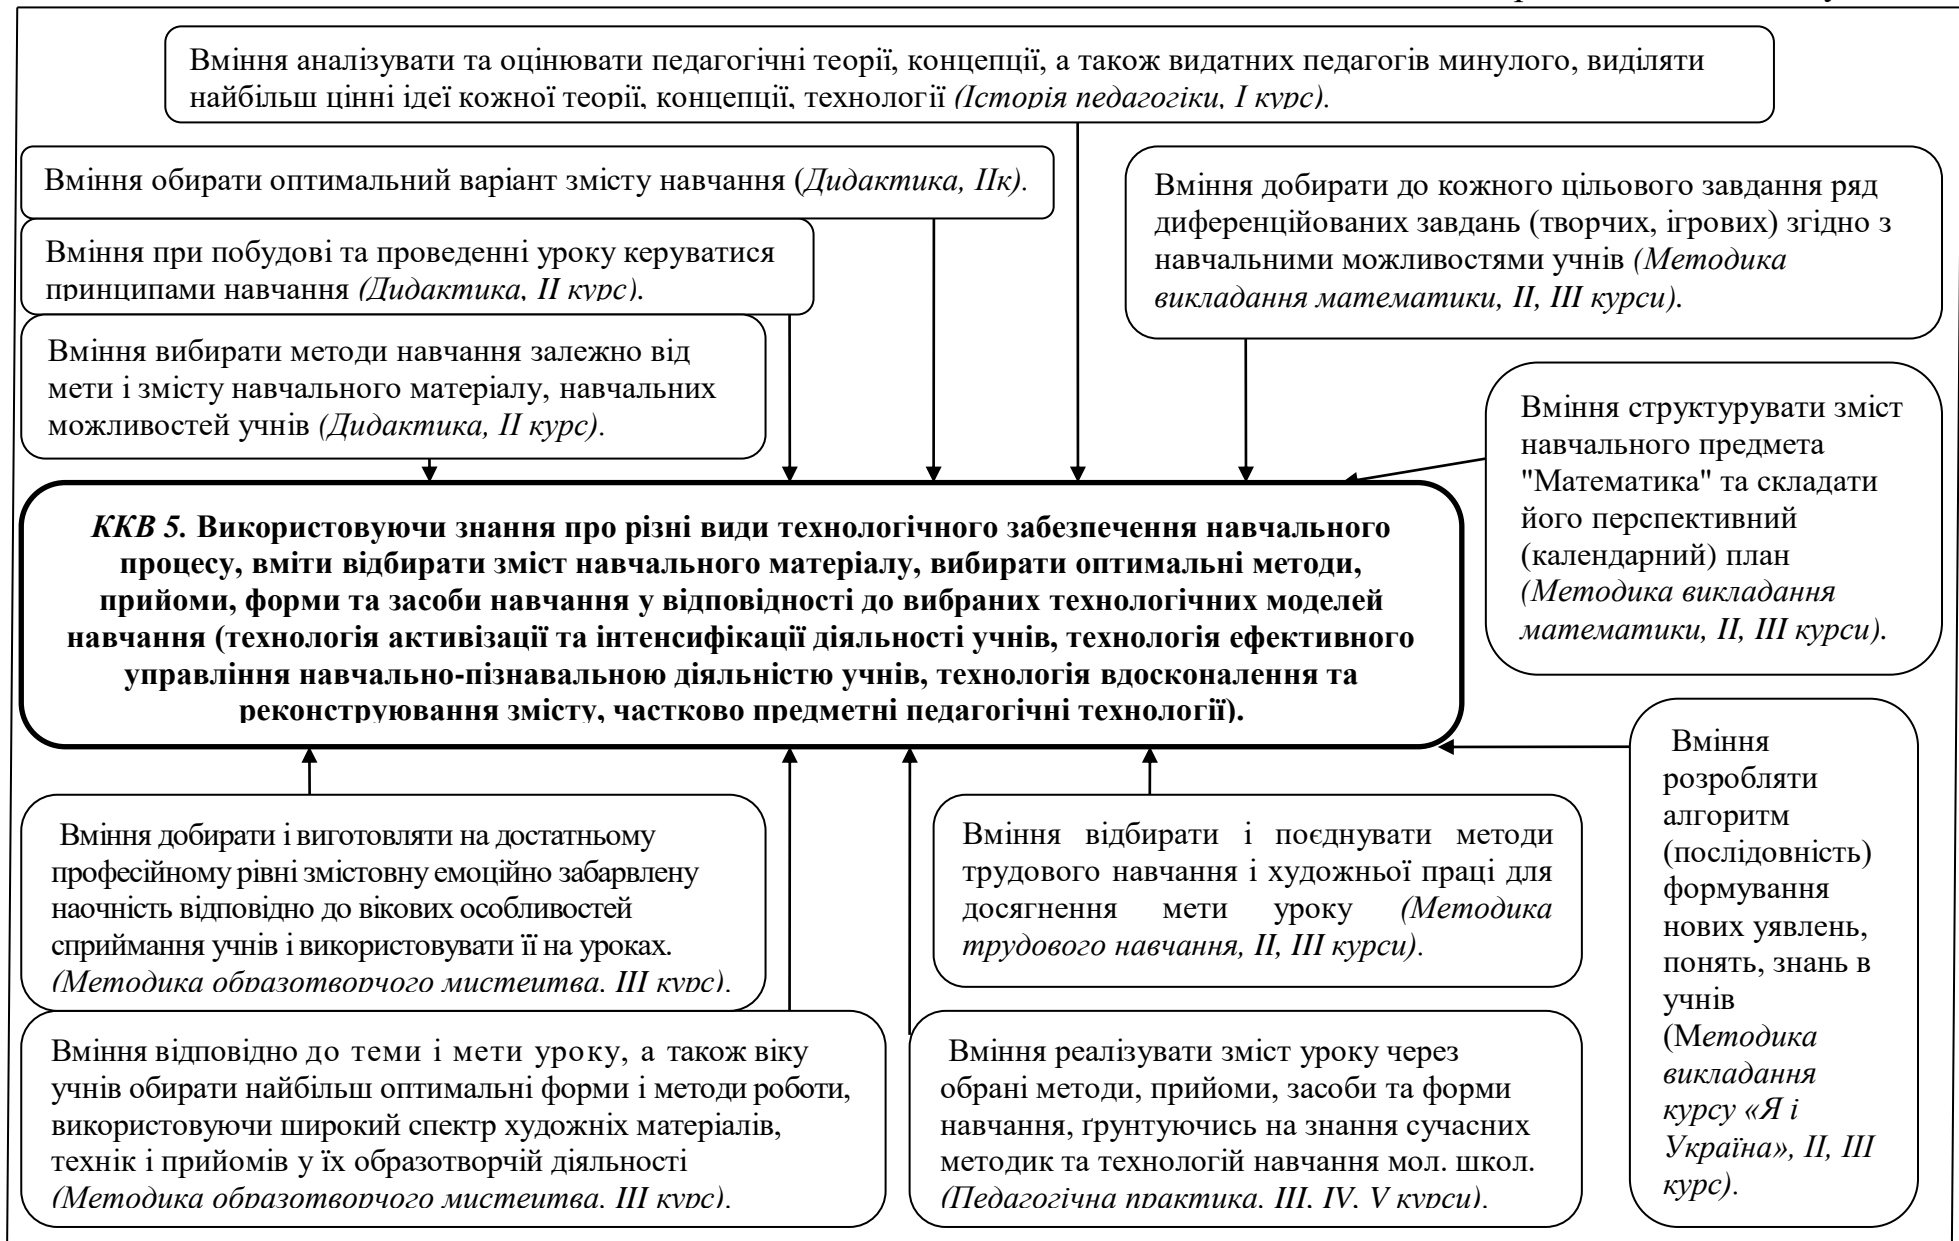 Вміння аналізувати та оцінювати педагогічні теорії, концепції, а також видатних педагогів минулого, виділяти
найбільш цінні ідеї кожної теорії, концепції, технології (Історія педагогіки, І курс).
Вміння обирати оптимальний варіант змісту навчання (Дидактика, ІІк).
Вміння при побудові та проведенні уроку керуватися
принципами навчання (Дидактика, ІІ курс).
Вміння вибирати методи навчання залежно від
мети і змісту навчального матеріалу, навчальних
можливостей учнів (Дидактика, ІІ курс).
Вміння добирати до кожного цільового завдання ряд
диференційованих завдань (творчих, ігрових) згідно з
навчальними можливостями учнів (Методика
викладання математики, ІІ, ІІІ курси).
Вміння структурувати зміст
навчального предмета
"Математика" та складати
його перспективний
(календарний) план
(Методика викладання
математики, ІІ, ІІІ курси).
ККВ 5. Використовуючи знання про різні види технологічного забезпечення навчального
процесу, вміти відбирати зміст навчального матеріалу, вибирати оптимальні методи,
прийоми, форми та засоби навчання у відповідності до вибраних технологічних моделей
навчання (технологія активізації та інтенсифікації діяльності учнів, технологія ефективного
управління навчально-пізнавальною діяльністю учнів, технологія вдосконалення та
реконструювання змісту, частково предметні педагогічні технології).
Вміння добирати і виготовляти на достатньому
професійному рівні змістовну емоційно забарвлену
наочність відповідно до вікових особливостей
сприймання учнів і використовувати її на уроках.
(Методика образотворчого мистецтва. ІІІ курс).
Вміння відбирати і поєднувати методи
трудового навчання і художньої праці для
досягнення мети уроку (Методика
трудового навчання, ІІ, ІІІ курси).
Вміння
розробляти
алгоритм
(послідовність)
формування
нових уявлень,
понять, знань в
учнів
(Методика
викладання
курсу «Я і
Україна», ІІ, ІІІ
курс).
Вміння відповідно до теми і мети уроку, а також віку
учнів обирати найбільш оптимальні форми і методи роботи,
використовуючи широкий спектр художніх матеріалів,
технік і прийомів у їх образотворчій діяльності
(Методика образотворчого мистецтва. ІІІ курс).
Вміння реалізувати зміст уроку через
обрані методи, прийоми, засоби та форми
навчання, ґрунтуючись на знання сучасних
методик та технологій навчання мол. школ.
(Педагогічна практика. ІІІ. ІV. V курси).